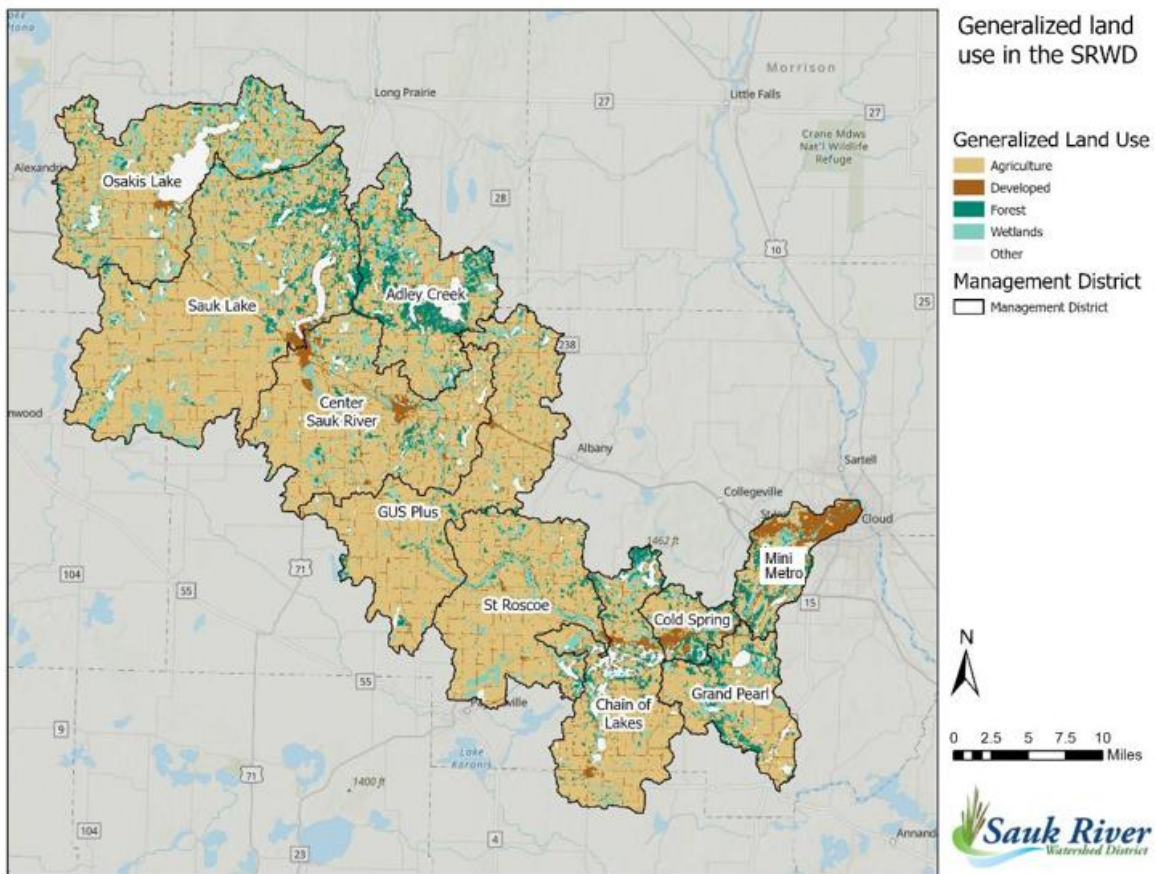 Generalized land
use in the SRWD
Generalized Land Use
Agriculture
Developed
Forest
Wetlands
Other
Management District
Management District
N
0 2.5 5 7.5 10
Miles
Sauk River
Watershed District
Morrison
Long Prairie
Little Falls
27
27
Crane Mdws
Nat'l Wildlife
Refuge
Osakis Lake
28
10
Sauk Lake
Adley Creek
25
238
Center
Sauk River
Albany
Sartell
Collegeville
Cloud
GUS Plus
1462 ft
Mini
Metro
71
104
55
St Roscoe
15
Cold Spring
55
Grand Pearl
Chain of
Lakes
9
Lake
Koronis
71
1400 ft
104
4
23